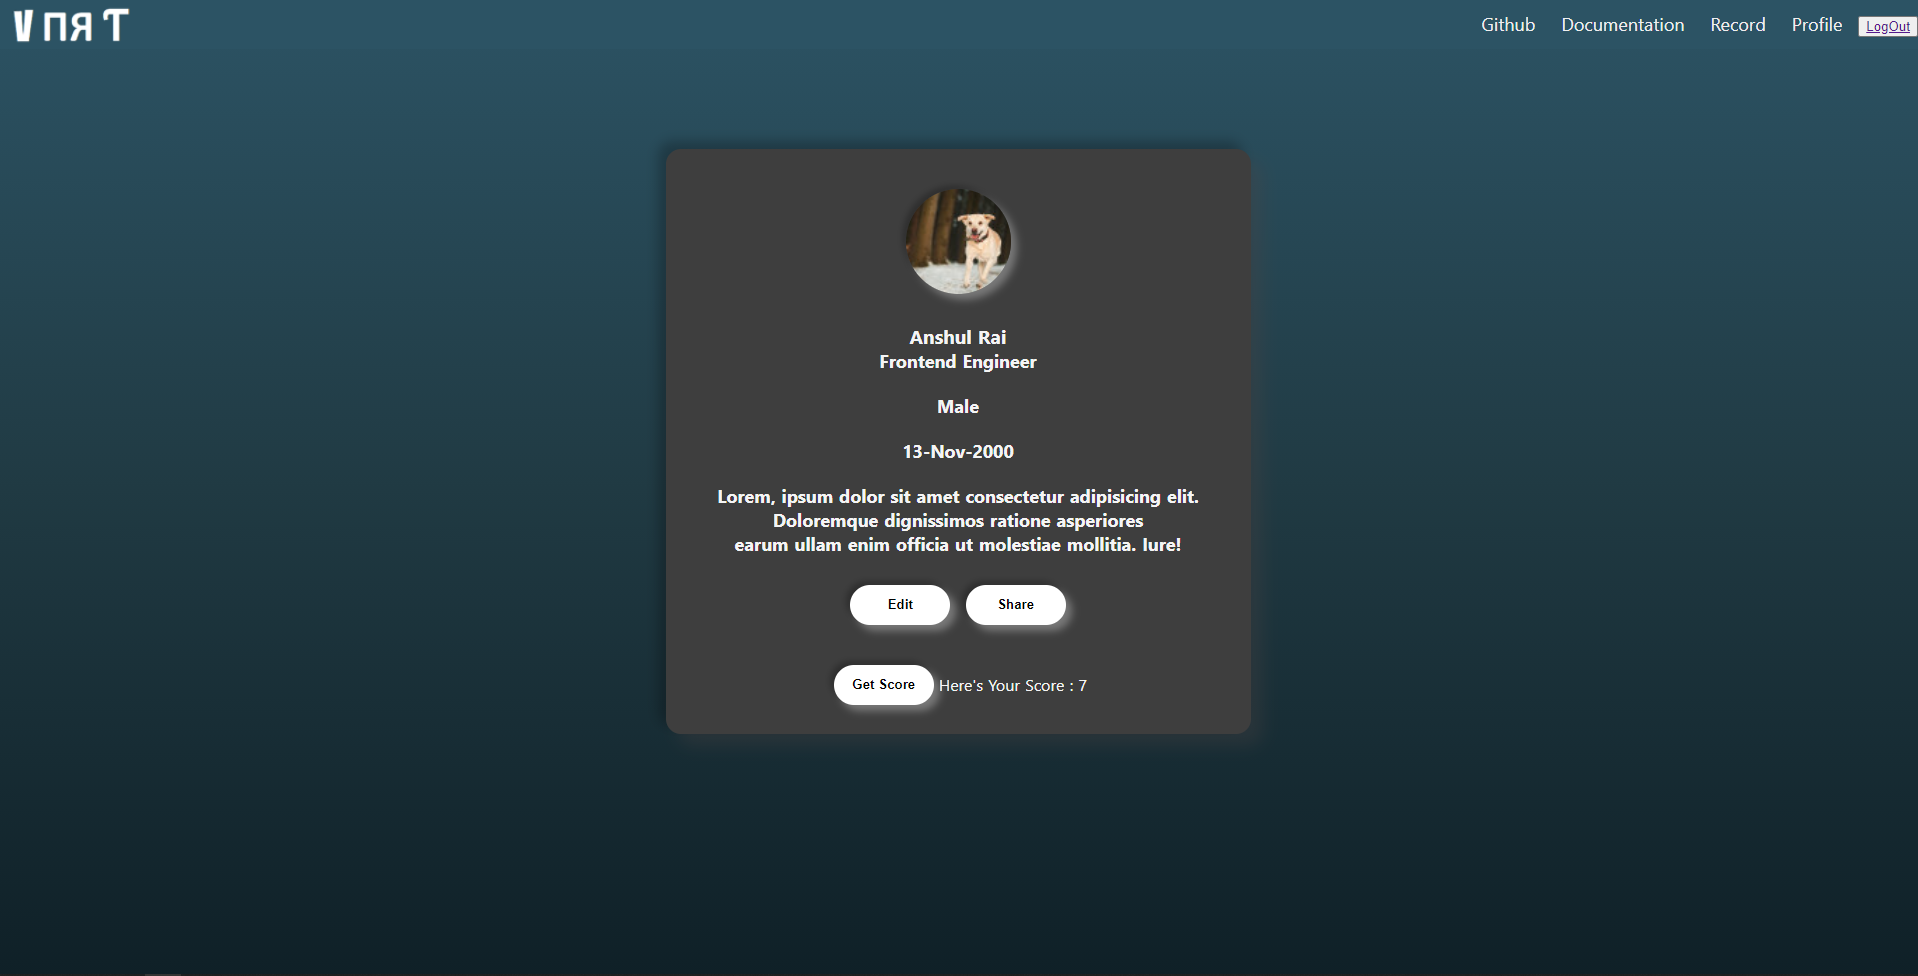 V ΠЯ T
Github Documentation Record Profile LogOut
Anshul Rai
Frontend Engineer
Male
13-Nov-2000
Lorem, ipsum dolor sit amet consectetur adipisicing elit.
Doloremque dignissimos ratione asperiores
earum ullam enim officia ut molestiae mollitia. Iure!
Edit Share
Get Score Here's Your Score : 7